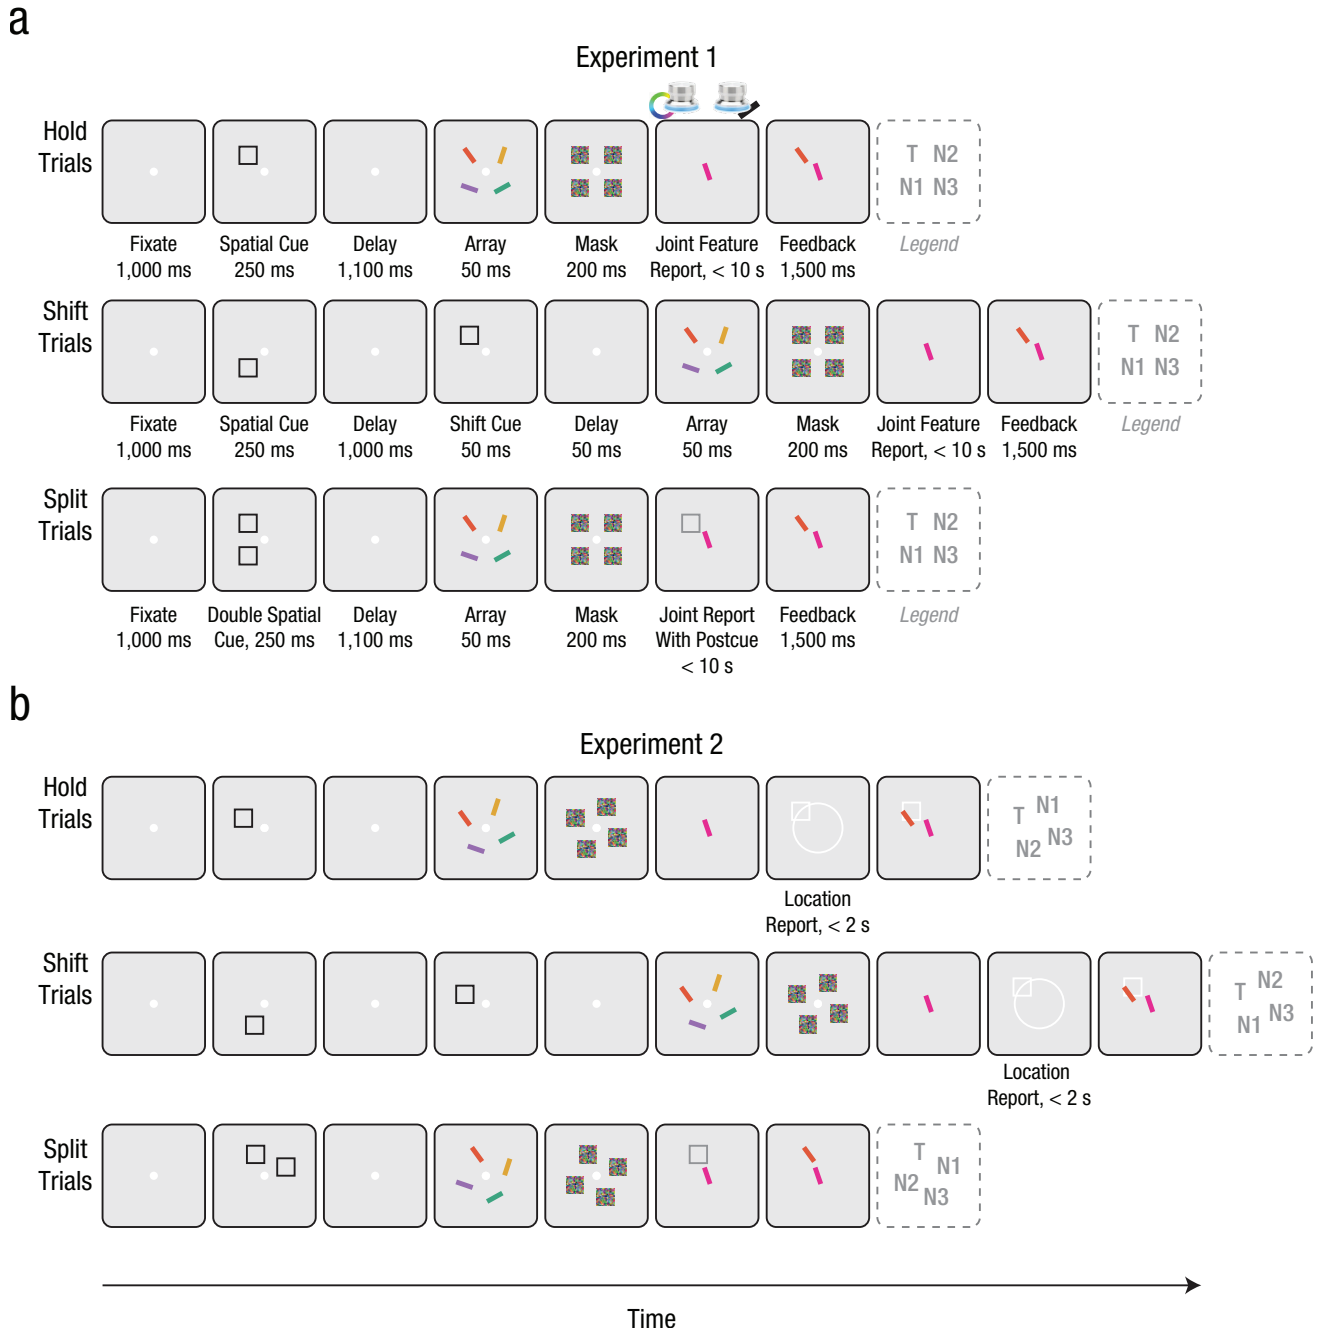 a
Experiment 1
Hold
Trials
T N2
N1 N3
Fixate
1,000 ms
Spatial Cue
250 ms
Delay
1,100 ms
Array
50 ms
Mask
200 ms
Joint Feature
Report, < 10 s
Feedback
1,500 ms
Legend
Shift
Trials
T N2
N1 N3
Fixate
1,000 ms
Spatial Cue
250 ms
Delay
1,000 ms
Shift Cue
50 ms
Delay
50 ms
Array
50 ms
Mask
200 ms
Joint Feature
Report, < 10 s
Feedback
1,500 ms
Legend
Split
Trials
T N2
N1 N3
Fixate
1,000 ms
Double Spatial
Cue, 250 ms
Delay
1,100 ms
Array
50 ms
Mask
200 ms
Joint Report
With Postcue
< 10 s
Feedback
1,500 ms
Legend
b
Experiment 2
Hold
Trials
N1
T
N3
N2
Location
Report, < 2 s
Shift
Trials
N2
T
N3
N1
Location
Report, < 2 s
Split
Trials
T
N1
N2
N3
Time